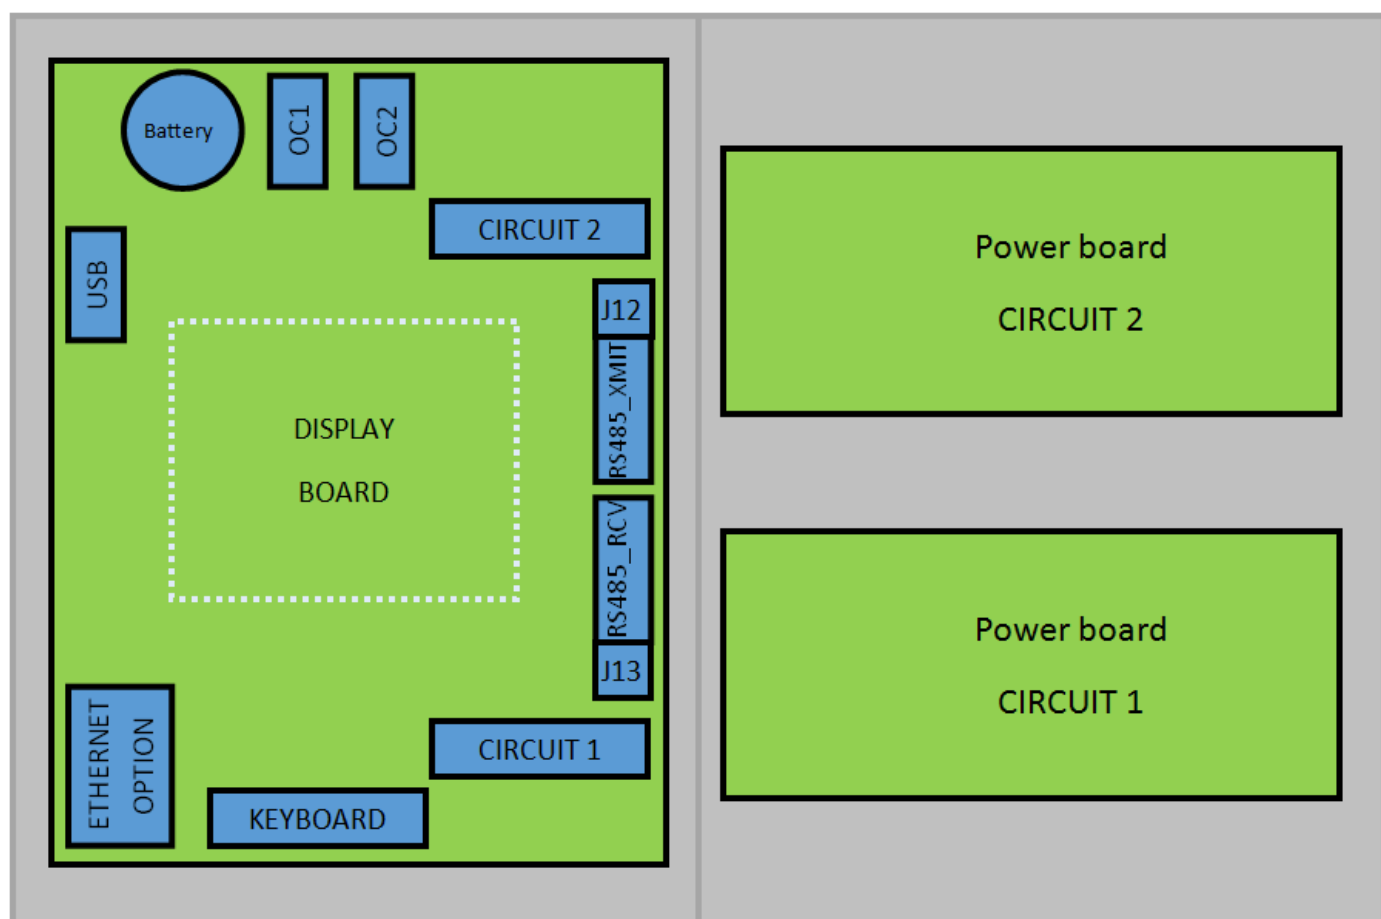 Battery
OC1
OC2
CIRCUIT 2
USB
J12
RS485_XMIT
DISPLAY
BOARD
RS485_RCV
J13
ETHERNET
OPTION
CIRCUIT 1
KEYBOARD
Power board
CIRCUIT 2
Power board
CIRCUIT 1